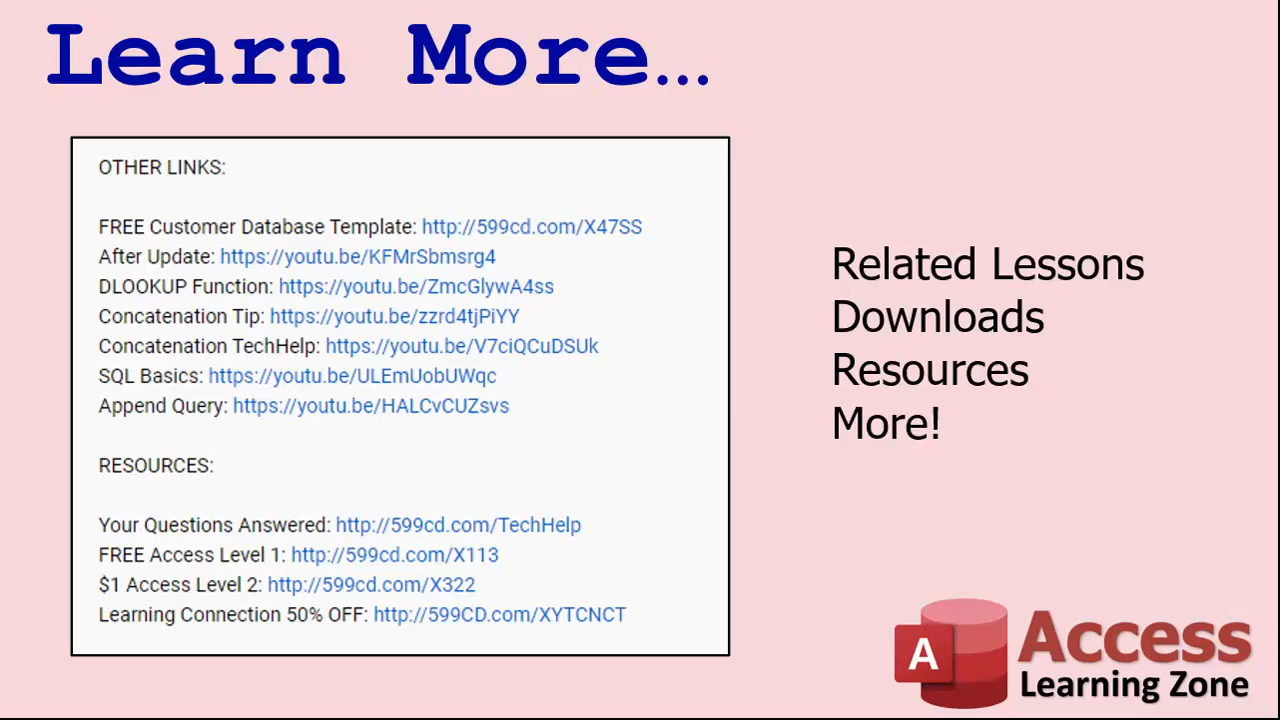 Learn More...
OTHER LINKS:
FREE Customer Database Template: http://599cd.com/X47SS
After Update: https://youtu.be/KFMrSbmsrg4
DLOOKUP Function: https://youtu.be/ZmcGlywA4ss
Concatenation Tip: https://youtu.be/zzrd4tjPiYY
Concatenation TechHelp: https://youtu.be/V7ciQCuDSUk
SQL Basics: https://youtu.be/ULEmUobUWqc
Append Query: https://youtu.be/HALCvCUZsvs
RESOURCES:
Your Questions Answered: http://599cd.com/TechHelp
FREE Access Level 1: http://599cd.com/X113
$1 Access Level 2: http://599cd.com/X322
Learning Connection 50% OFF: http://599CD.com/XYTCNCT
Related Lessons
Downloads
Resources
More!
A
Access
Learning Zone